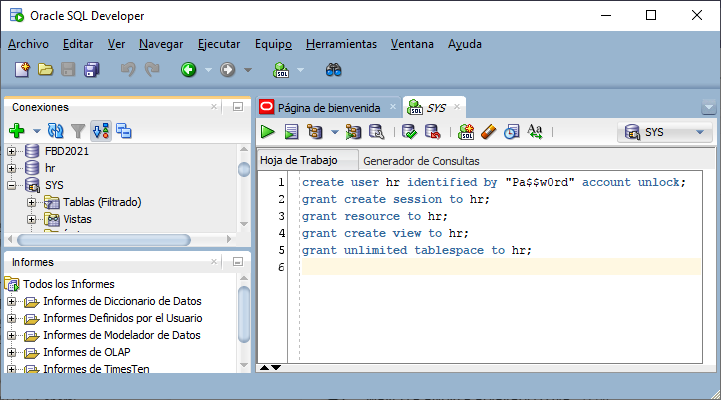 Oracle SQL Developer
Archivo Editar Ver Navegar Ejecutar Equipo Herramientas Ventana Ayuda
Conexiones
FBD2021
hr
SYS
Tablas (Filtrado)
Vistas
Informes
Todos los Informes
Informes de Diccionario de Datos
Informes Definidos por el Usuario
Informes de Modelador de Datos
Informes de OLAP
Informes de TimesTen
Página de bienvenida SYS
SYS
Hoja de Trabajo Generador de Consultas
1 create user hr identified by "Pa$$w0rd" account unlock;
2 grant create session to hr;
3 grant resource to hr;
4 grant create view to hr;
5 grant unlimited tablespace to hr;
6